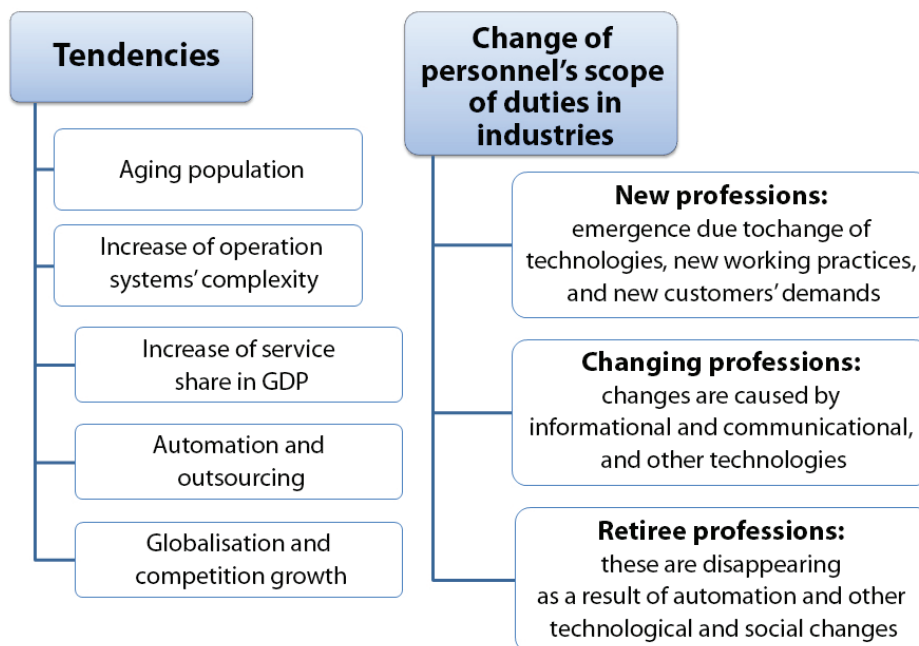 Tendencies
Aging population
Increase of operation
systems’ complexity
Increase of service
share in GDP
Automation and
outsourcing
Globalisation and
competition growth
Change of
personnel’s scope
of duties in
industries
New professions:
emergence due tochange of
technologies, new working practices,
and new customers’ demands
Changing professions:
changes are caused by
informational and communicational,
and other technologies
Retiree professions:
these are disappearing
as a result of automation and other
technological and social changes